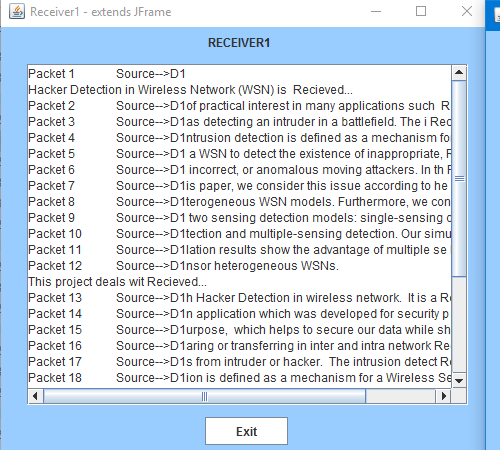 Receiver1 - extends JFrame
RECEIVER1
Packet 1 Source-->D1
Hacker Detection in Wireless Network (WSN) is Recieved...
Packet 2 Source-->D1of practical interest in many applications such R
Packet 3 Source-->D1as detecting an intruder in a battlefield. The i Rec
Packet 4 Source-->D1ntrusion detection is defined as a mechanism fo
Packet 5 Source-->D1 a WSN to detect the existence of inappropriate, R
Packet 6 Source-->D1 incorrect, or anomalous moving attackers. In th R
Packet 7 Source-->D1is paper, we consider this issue according to he
Packet 8 Source-->D1terogeneous WSN models. Furthermore, we con
Packet 9 Source-->D1 two sensing detection models: single-sensing d
Packet 10 Source-->D1tection and multiple-sensing detection. Our simu
Packet 11 Source-->D1lation results show the advantage of multiple se
Packet 12 Source-->D1nsor heterogeneous WSNs.
This project deals wit Recieved...
Packet 13 Source-->D1h Hacker Detection in wireless network. It is a Re
Packet 14 Source-->D1n application which was developed for security p
Packet 15 Source-->D1urpose, which helps to secure our data while sh
Packet 16 Source-->D1aring or transferring in inter and intra network Re
Packet 17 Source-->D1s from intruder or hacker. The intrusion detect R
Packet 18 Source-->D1ion is defined as a mechanism for a Wireless Se
Exit